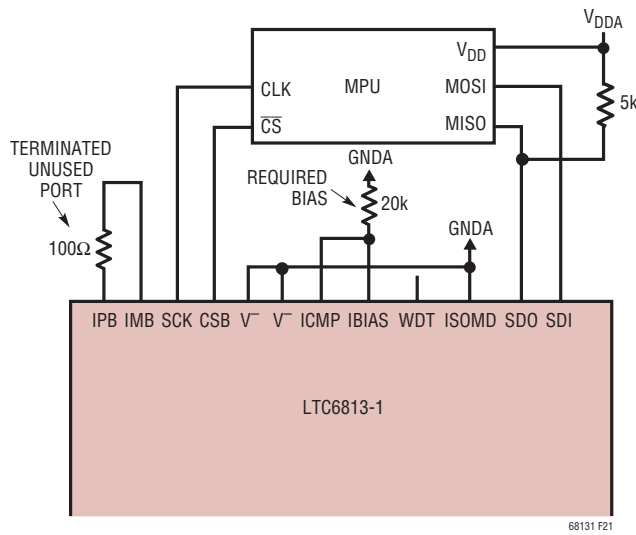 V_DDA
V_DD
CLK
MPU
MOSI
5k
CS
MISO
TERMINATED
UNUSED
PORT
GNDA
REQUIRED
BIAS
20k
GNDA
100Ω
IPB IMB SCK CSB V– V– ICMP IBIAS WDT ISOMD SDO SDI
LTC6813-1
68131 F21